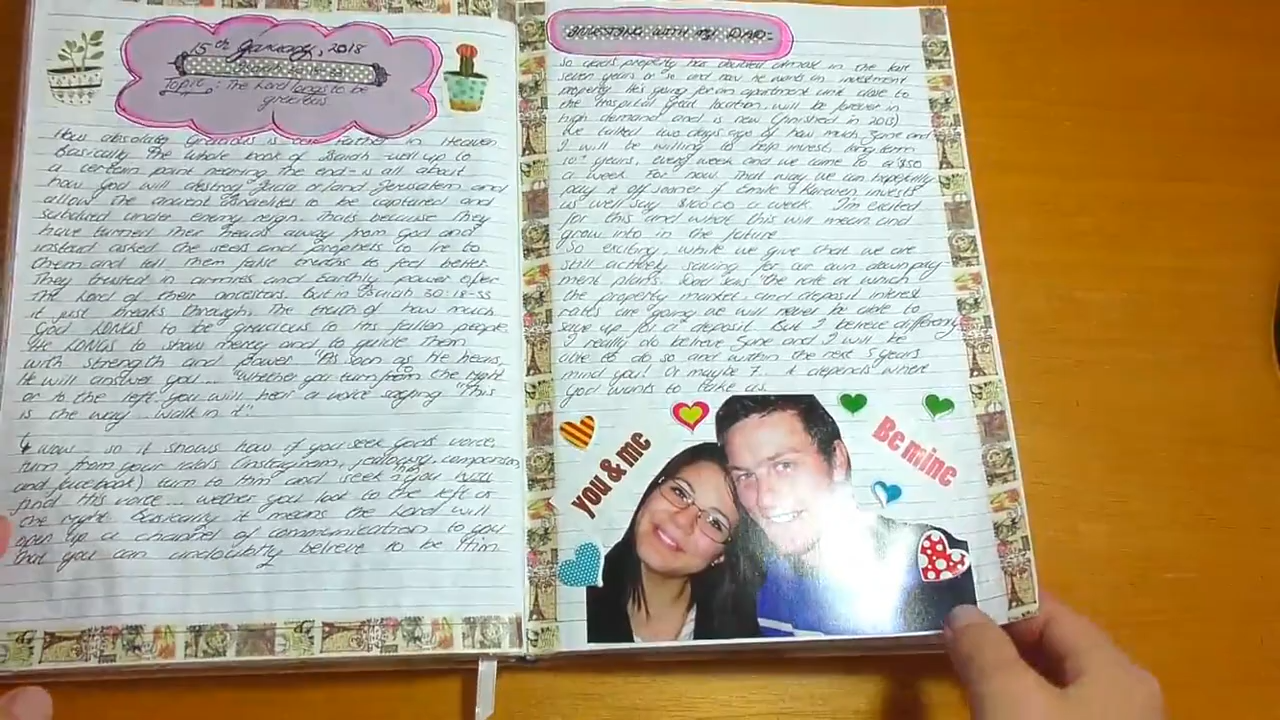 15th January, 2018
Topic: The Lord longs to be
gracious.
How absolute Gracious is our Father in Heaven
Basically The whole book of Isaiah well up to
a certain point nearing the end - is all about
how God will destroy Juda or land Jerusalem and
allow the ancient Israelites to be captured and
subdued under enemy reign. Thats because They
have turned their heads away from God and
instead asked the seers and prophets to lie to
them and tell them false truths to feel better.
They trusted in armies and Earthly power over
the Lord of their ancestors. but in Isaiah 30:18-33
it just breaks through. The truth of how much
God LONGS to be gracious to His fallen people
He LONGS to show mercy and to guide Them
with strength and power "As soon as He hears,
He will answer you... "whether you turn from the right
or to the left. you will hear a voice saying "This
is the way ... walk in it"
wow... so it shows how if you seek Gods voice,
turn from your idols (instagram, jealousy, comparison
and facebook) turn to Him and seek you will
find His voice... wether you look to the left or
the right. Basically it means the Lord will
open up a channel of communication to you
that you can undoubtly believe to be Him
INVESTING WITH MY DAD:-
So dads property has doubled almost in the last
seven years or so and now he wants an investment
property. He's going for an apartment unit close to
the Hospital Great location, will be forever in
high demand and is new (finished in 2013)
We talked two days ago of how much Zane and
I will be willing to help invest, long term
10+ years, every week and we came to a $50
a week. For now. That way we can hopefully
pay it off sooner if Emile & Karaven invests
as well say $100.00 a week. I'm excited
for this and what this will mean and
grow into in the future
So exciting.. while we give that we are
still actively saving for our own down pay
ment plans. Dad says "the rate at which
the property market and deposit interest
rates are going we will never be able to
save up for a" deposit. But I believe differently
I really do believe Zane and I will be
able to do so and within the next 5 years
mind you! Or maybe 7... it depends where
God wants to take us.
you & me
Be mine